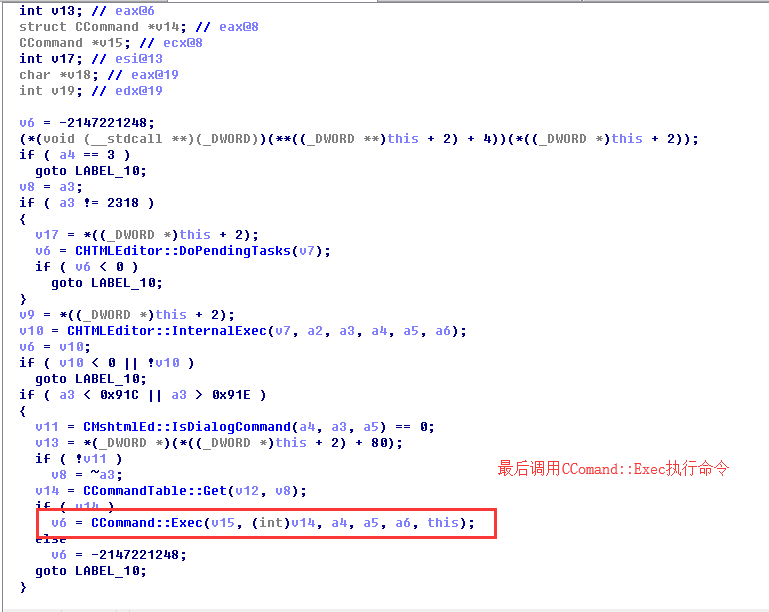 int v13; // eax@6
struct CCommand *v14; // eax@8
CCommand *v15; // ecx@8
int v17; // esi@13
char *v18; // eax@19
int v19; // edx@19
v6 = -2147221248;
(*(void (__stdcall **)(_DWORD))(**((_DWORD **)this + 2) + 4))(*((_DWORD *)this + 2));
if ( a4 == 3 )
goto LABEL_10;
v8 = a3;
if ( a3 != 2318 )
{
v17 = *((_DWORD *)this + 2);
v6 = CHTMLEditor::DoPendingTasks(v7);
if ( v6 < 0 )
goto LABEL_10;
}
v9 = *((_DWORD *)this + 2);
v10 = CHTMLEditor::InternalExec(v7, a2, a3, a4, a5, a6);
v6 = v10;
if ( v10 < 0 || !v10 )
goto LABEL_10;
if ( a3 < 0x91C || a3 > 0x91E )
{
v11 = CMshtmlEd::IsDialogCommand(a4, a3, a5) == 0;
v13 = *(_DWORD *)(*((_DWORD *)this + 2) + 80);
if ( !v11 )
v8 = ~a3;
最后调用CComand::Exec执行命令
v14 = CCommandTable::Get(v12, v8);
if ( v14 )
v6 = CCommand::Exec(v15, (int)v14, a4, a5, a6, this);
else
v6 = -2147221248;
goto LABEL_10;
}